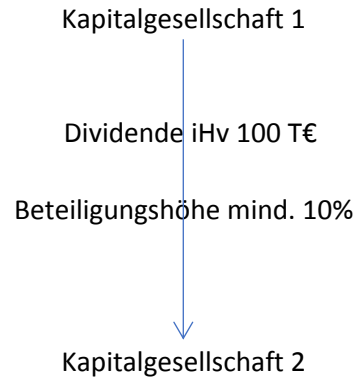 Kapitalgesellschaft 1
Dividende iHv 100 T€
Beteiligungshöhe mind. 10%
Kapitalgesellschaft 2